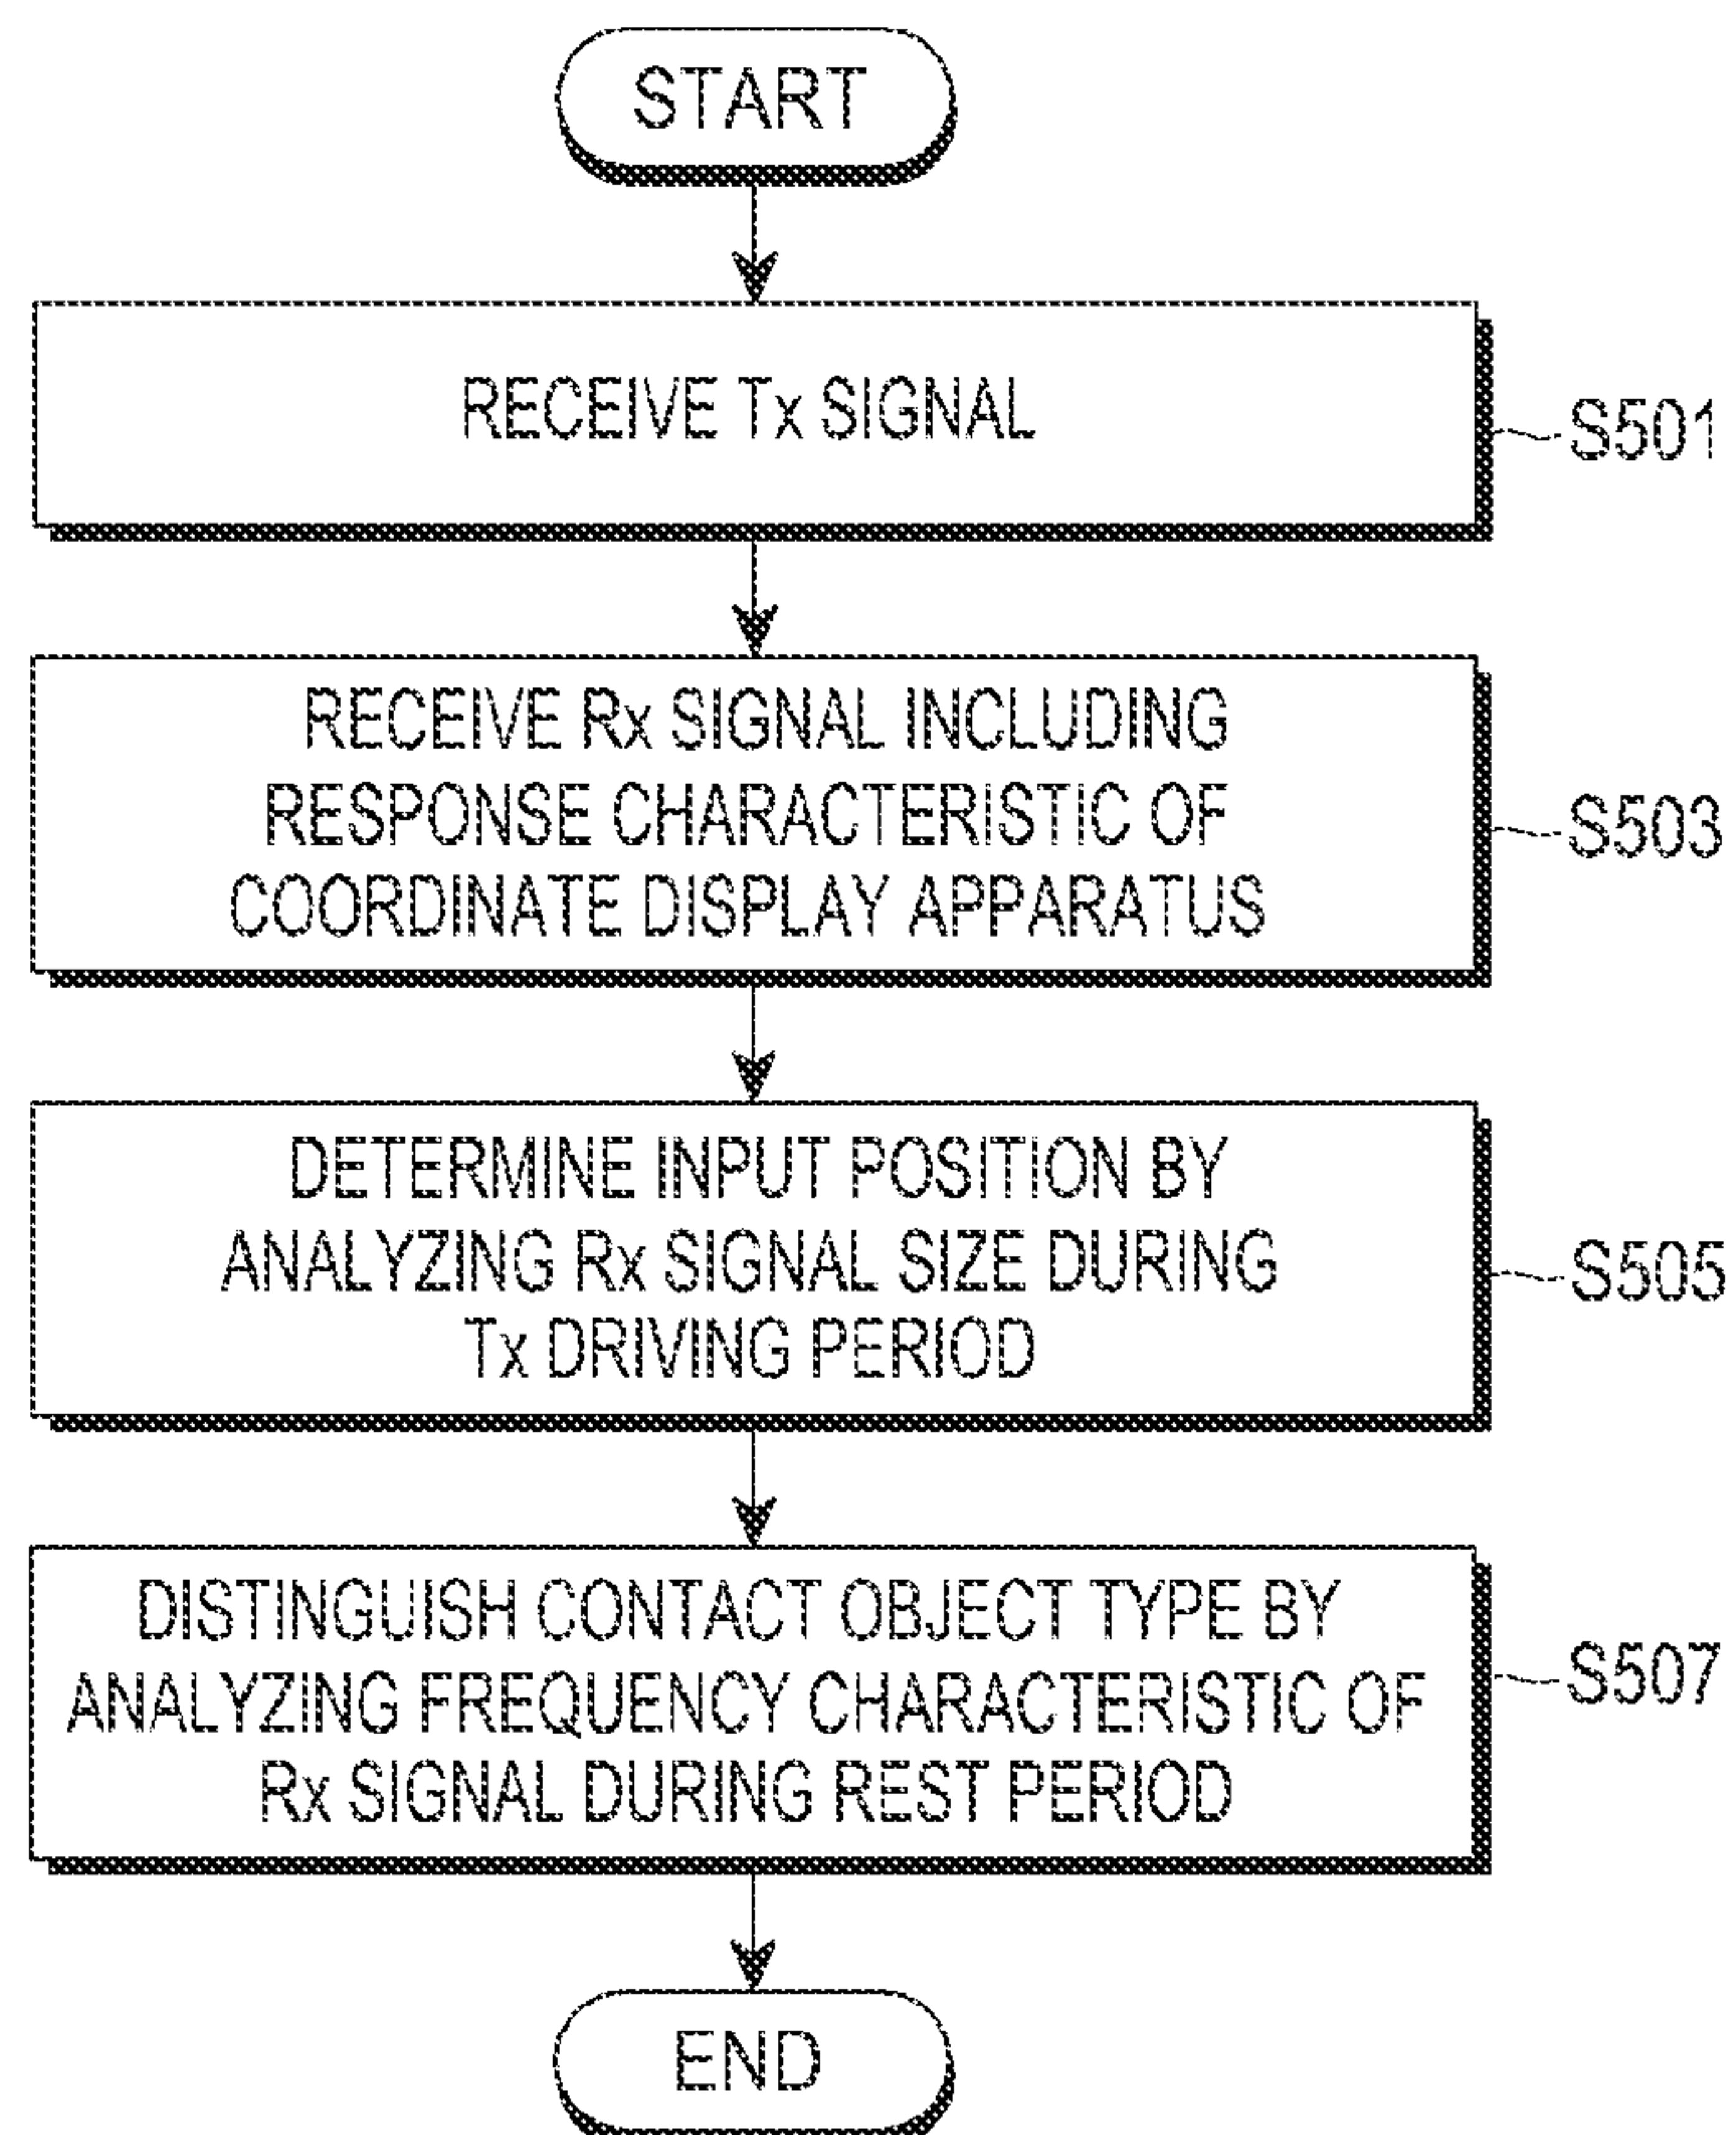 START
RECEIVE Tx SIGNAL
S501
RECEIVE Rx SIGNAL INCLUDING
RESPONSE CHARACTERISTIC OF
COORDINATE DISPLAY APPARATUS
S503
DETERMINE INPUT POSITION BY
ANALYZING Rx SIGNAL SIZE DURING
Tx DRIVING PERIOD
S505
DISTINGUISH CONTACT OBJECT TYPE BY
ANALYZING FREQUENCY CHARACTERISTIC OF
Rx SIGNAL DURING REST PERIOD
S507
END